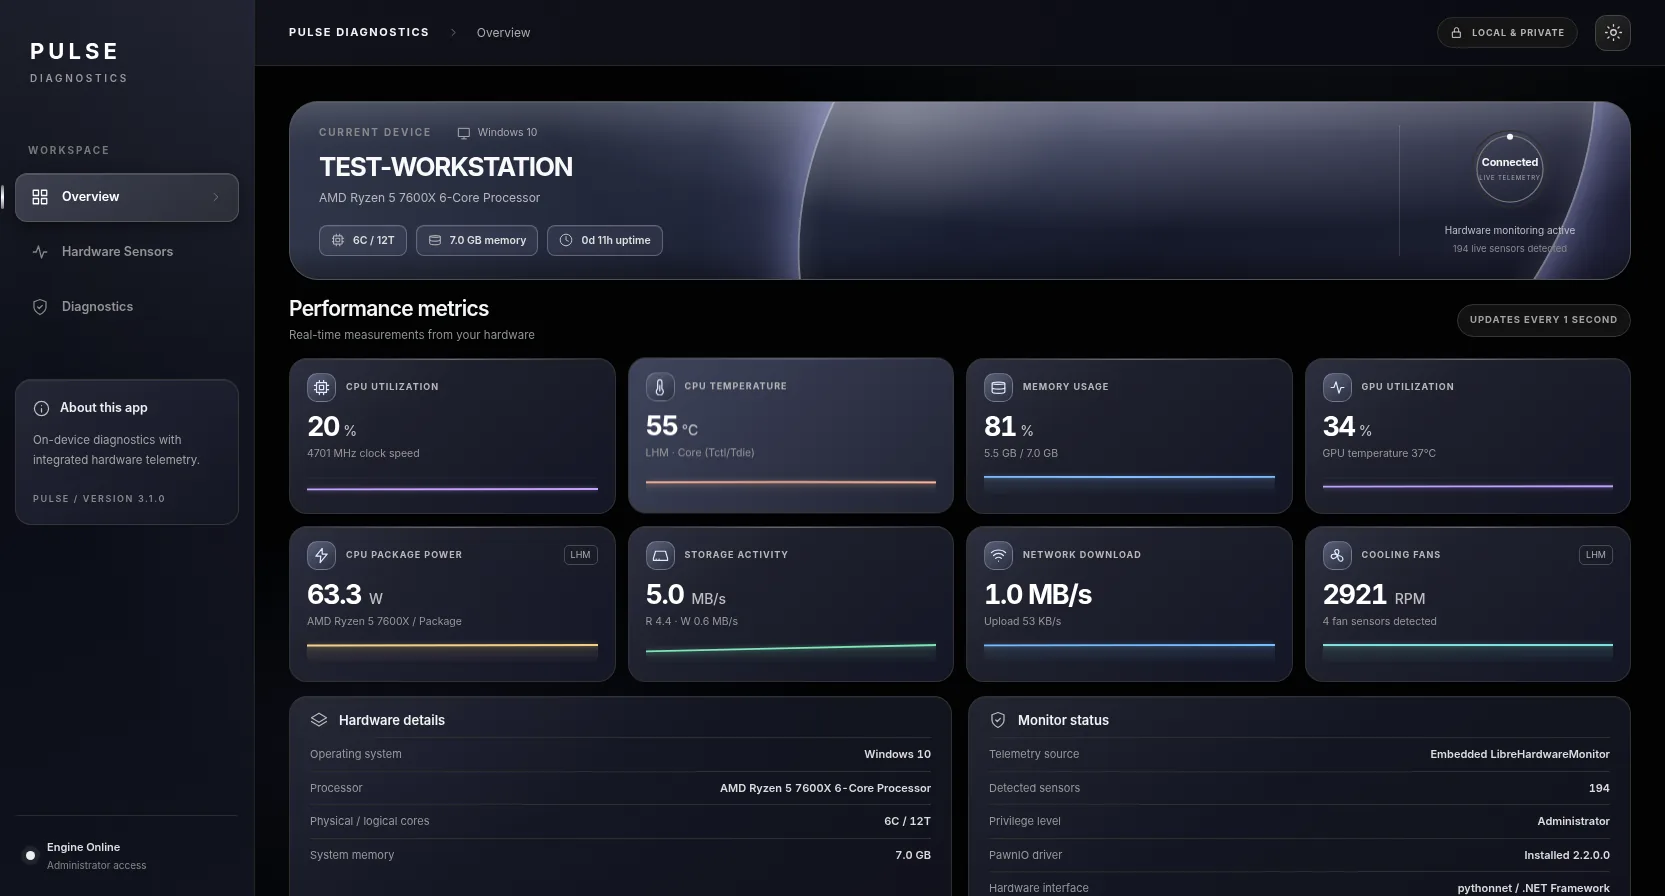 PULSE
DIAGNOSTICS
WORKSPACE
Overview
Hardware Sensors
Diagnostics
About this app
On-device diagnostics with
integrated hardware telemetry.
PULSE / VERSION 3.1.0
Engine Online
Administrator access
PULSE DIAGNOSTICS > Overview
LOCAL & PRIVATE
CURRENT DEVICE Windows 10
TEST-WORKSTATION
AMD Ryzen 5 7600X 6-Core Processor
6C / 12T 7.0 GB memory 0d 11h uptime
Connected
LIVE TELEMETRY
Hardware monitoring active
194 live sensors detected
Performance metrics
Real-time measurements from your hardware
UPDATES EVERY 1 SECOND
CPU UTILIZATION
20 %
4701 MHz clock speed
CPU TEMPERATURE
55 °C
LHM · Core (Tctl/Tdie)
MEMORY USAGE
81 %
5.5 GB / 7.0 GB
GPU UTILIZATION
34 %
GPU temperature 37°C
CPU PACKAGE POWER LHM
63.3 W
AMD Ryzen 5 7600X / Package
STORAGE ACTIVITY
5.0 MB/s
R 4.4 · W 0.6 MB/s
NETWORK DOWNLOAD
1.0 MB/s
Upload 53 KB/s
COOLING FANS LHM
2921 RPM
4 fan sensors detected
Hardware details
Operating system Windows 10
Processor AMD Ryzen 5 7600X 6-Core Processor
Physical / logical cores 6C / 12T
System memory 7.0 GB
Monitor status
Telemetry source Embedded LibreHardwareMonitor
Detected sensors 194
Privilege level Administrator
PawnIO driver Installed 2.2.0.0
Hardware interface pythonnet / .NET Framework